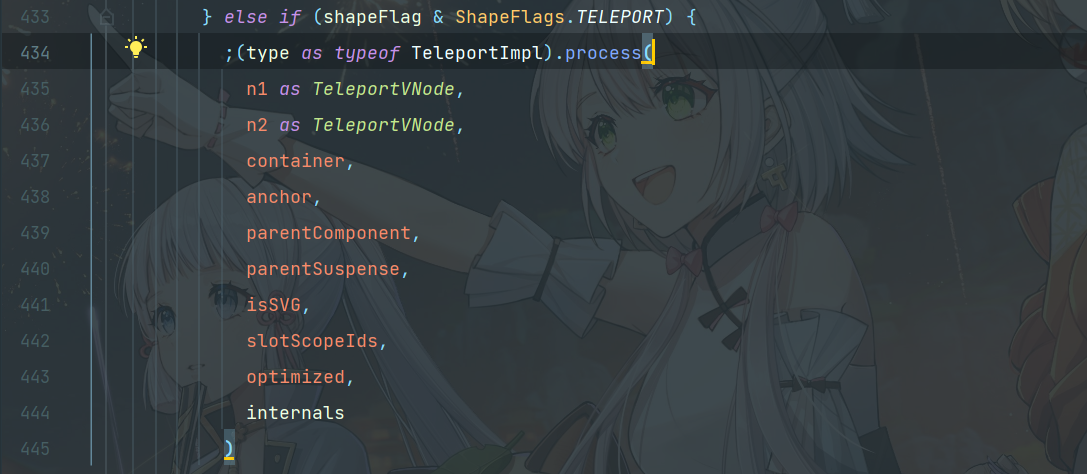 433 } else if (shapeFlag & ShapeFlags.TELEPORT) {
434 ;(type as typeof TeleportImpl).process(
435 n1 as TeleportVNode,
436 n2 as TeleportVNode,
437 container,
438 anchor,
439 parentComponent,
440 parentSuspense,
441 isSVG,
442 slotScopeIds,
443 optimized,
444 internals
445 )